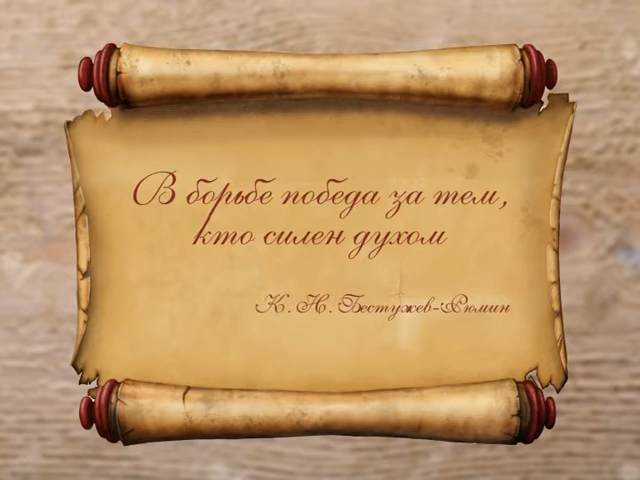 В борьбе победа за тем,
кто силен духом
К. Н. Бестужев-Рюмин